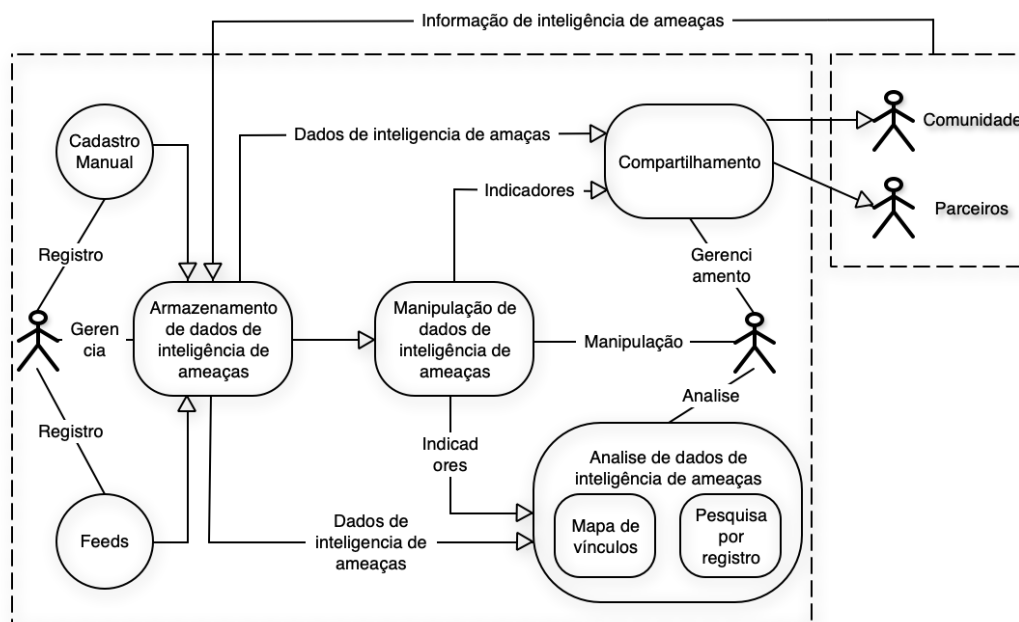 Informação de inteligência de ameaças
Cadastro
Manual
Dados de inteligencia de amaças
Compartilhamento
Comunidade
Indicadores
Parceiros
Registro
Gerenci
amento
Armazenamento
de dados de
inteligência de
ameaças
Manipulação de
dados de
inteligência de
ameaças
Geren
cia
Manipulação
Analise
Registro
Indicad
ores
Analise de dados de
inteligência de ameaças
Feeds
Dados de
inteligencia de
ameaças
Mapa de
vínculos
Pesquisa
por
registro